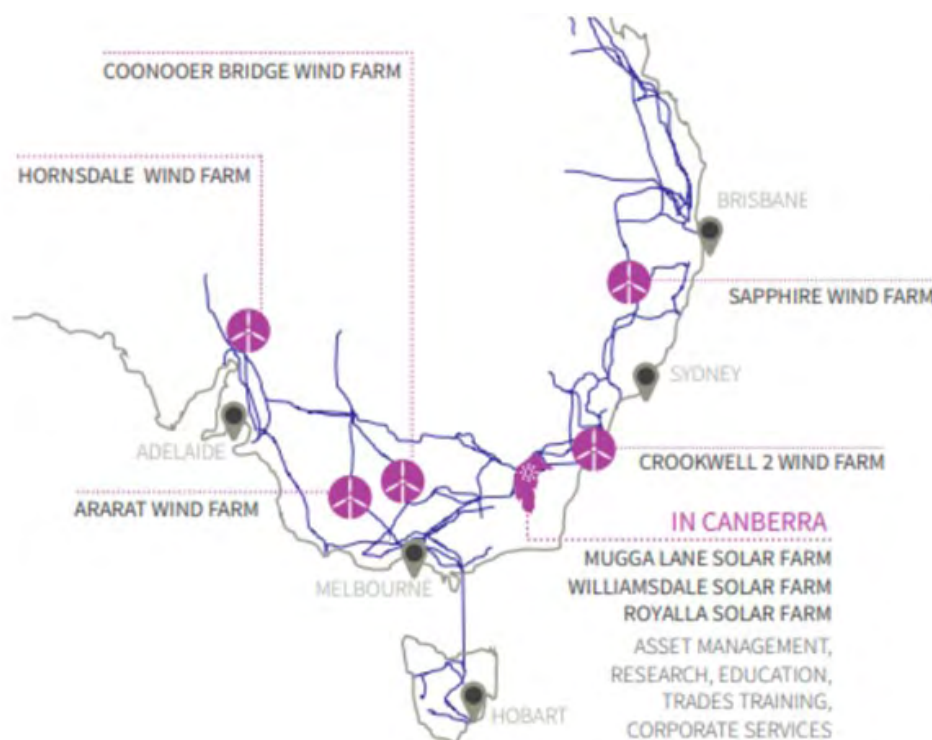 COONOOER BRIDGE WIND FARM
HORNSDALE WIND FARM
BRISBANE
SAPPHIRE WIND FARM
SYDNEY
ADELAIDE
CROOKWELL 2 WIND FARM
ARARAT WIND FARM
IN CANBERRA
MUGGA LANE SOLAR FARM
MELBOURNE
WILLIAMSDALE SOLAR FARM
ROYALLA SOLAR FARM
ASSET MANAGEMENT,
RESEARCH, EDUCATION,
TRADES TRAINING,
HOBART
CORPORATE SERVICES